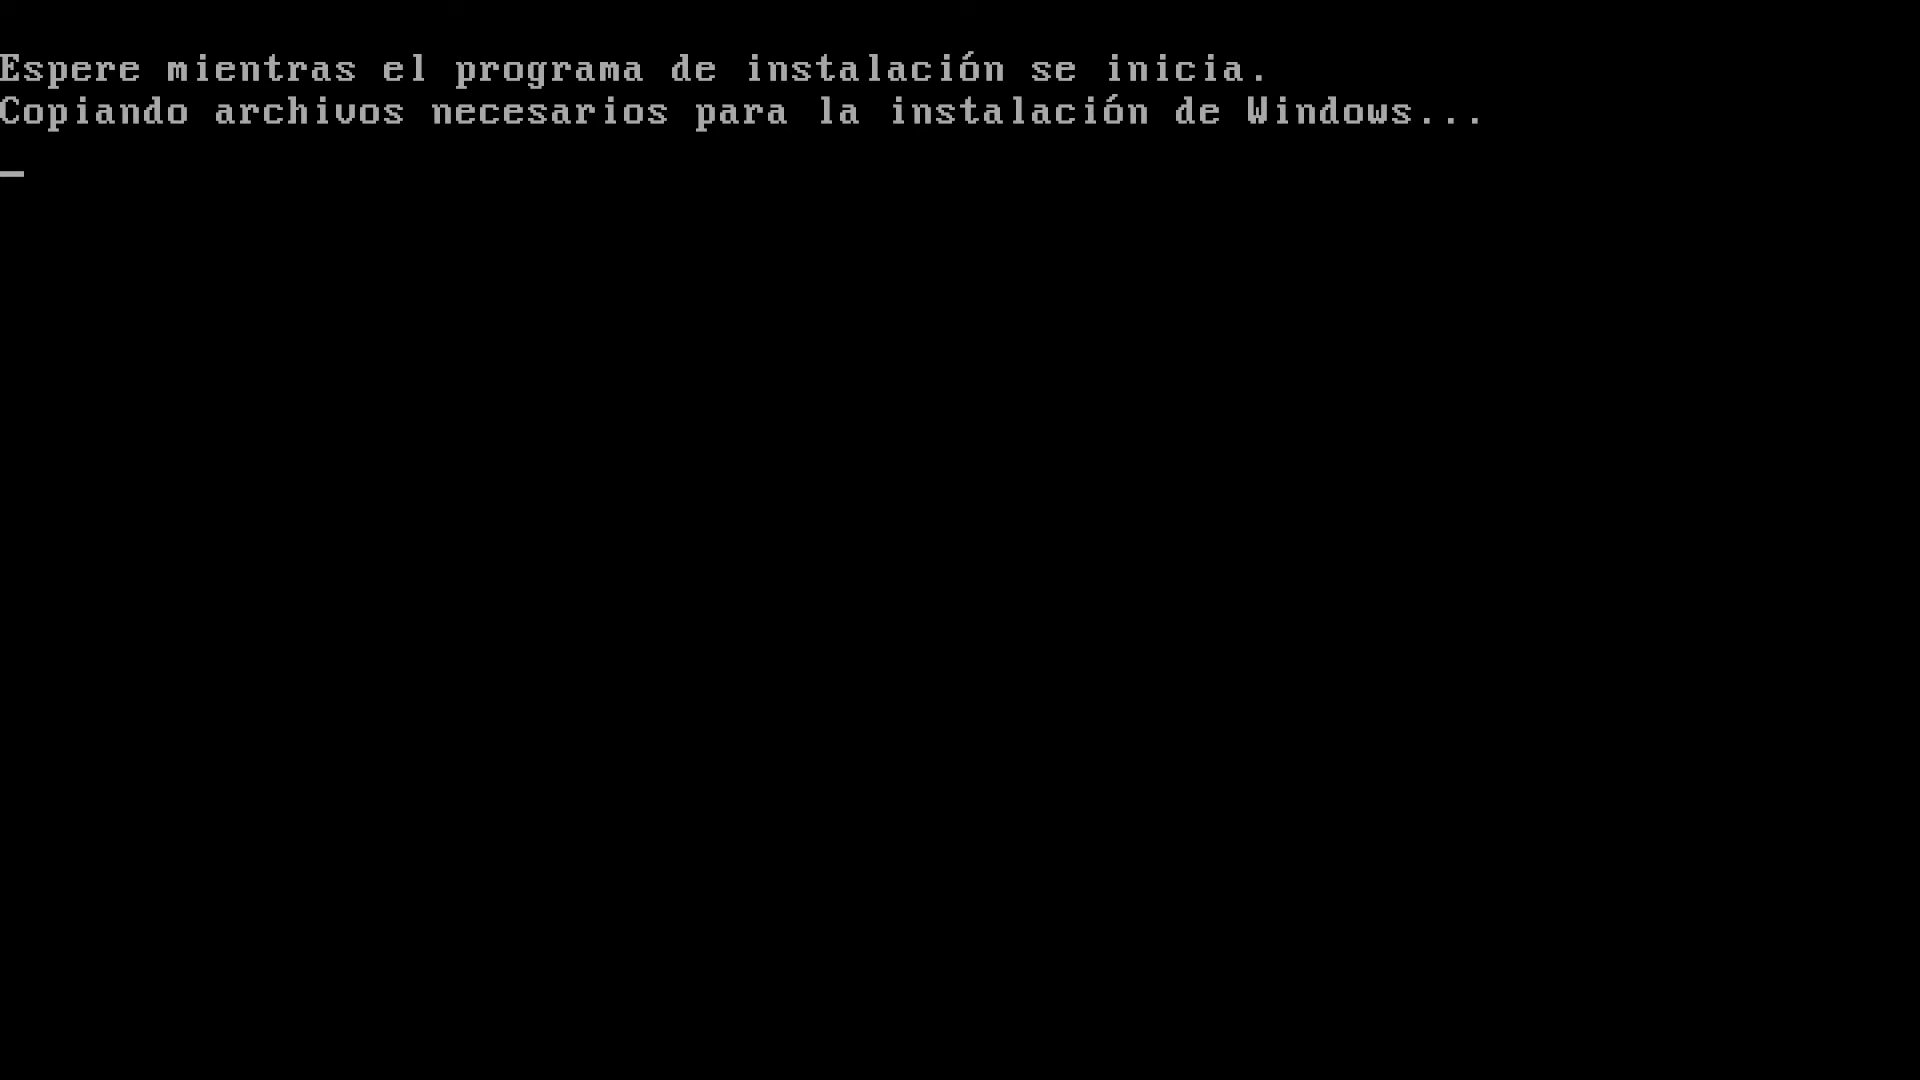 Espere mientras el programa de instalación se inicia.
Copiando archivos necesarios para la instalación de Windows...
_